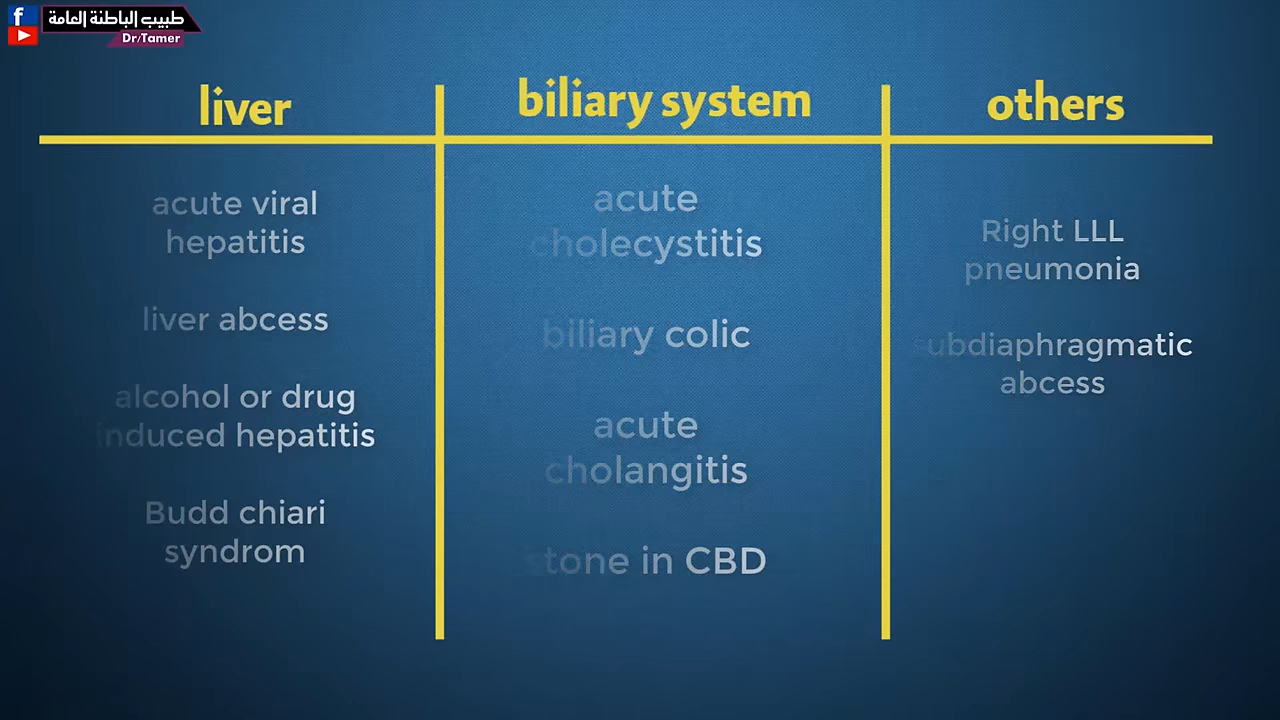 f
طبيب الباطنة العامة
Dr/Tamer
liver
biliary system
others
acute viral
hepatitis
liver abcess
alcohol or drug
induced hepatitis
Budd chiari
syndrom
acute
cholecystitis
biliary colic
acute
cholangitis
stone in CBD
Right LLL
pneumonia
subdiaphragmatic
abcess